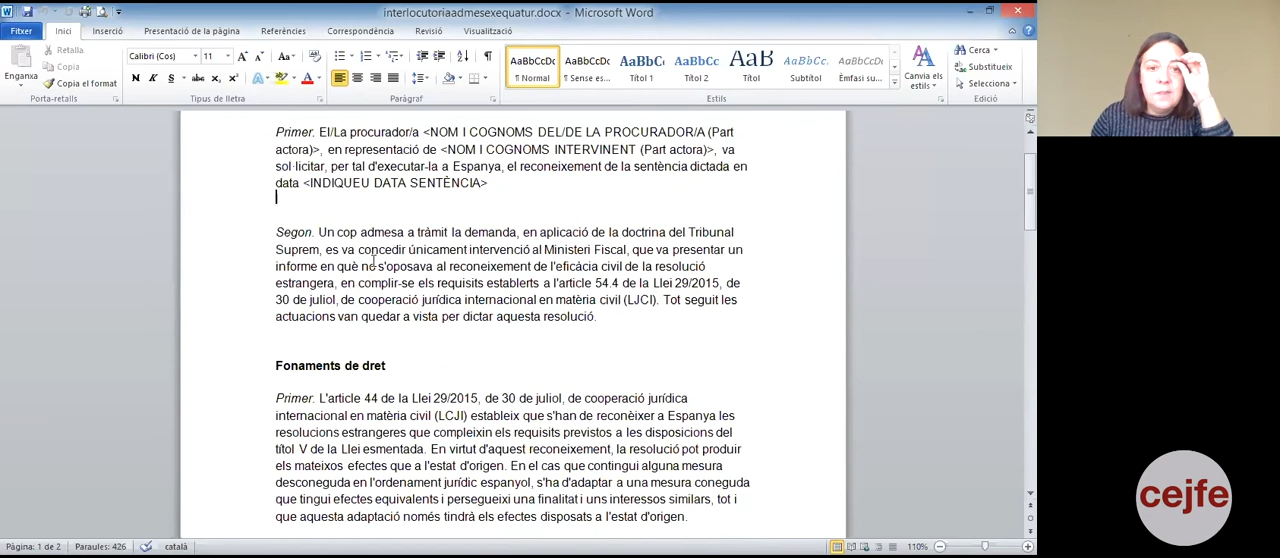 interlocutoriaadmesexequatur.docx – Microsoft Word
Fitxer Inici Inserció Presentació de la pàgina Referències Correspondència Revisió Visualització
Enganxa
Retalla
Copia
Copia el format
Porta-retalls
Calibri (Cos) 11
Tipus de lletra
Paràgraf
AaBbCcDc AaBbCcDc AaBbC AaBbCc AaB AaBbCc. AaBbCcDc
¶ Normal ¶ Sense es... Títol 1 Títol 2 Títol Subtítol Èmfasi su...
Estils
Canvia els
estils
Cerca
Substitueix
Selecciona
Edició
Primer. El/La procurador/a <NOM I COGNOMS DEL/DE LA PROCURADOR/A (Part
actora)>, en representació de <NOM I COGNOMS INTERVINENT (Part actora)>, va
sol·licitar, per tal d'executar-la a Espanya, el reconeixement de la sentència dictada en
data <INDIQUEU DATA SENTÈNCIA>
Segon. Un cop admesa a tràmit la demanda, en aplicació de la doctrina del Tribunal
Suprem, es va concedir únicament intervenció al Ministeri Fiscal, que va presentar un
informe en què no s'oposava al reconeixement de l'eficàcia civil de la resolució
estrangera, en complir-se els requisits establerts a l'article 54.4 de la Llei 29/2015, de
30 de juliol, de cooperació jurídica internacional en matèria civil (LJCI). Tot seguit les
actuacions van quedar a vista per dictar aquesta resolució.
Fonaments de dret
Primer. L'article 44 de la Llei 29/2015, de 30 de juliol, de cooperació jurídica
internacional en matèria civil (LCJI) estableix que s'han de reconèixer a Espanya les
resolucions estrangeres que compleixin els requisits previstos a les disposicions del
títol V de la Llei esmentada. En virtut d'aquest reconeixement, la resolució pot produir
els mateixos efectes que a l'estat d'origen. En el cas que contingui alguna mesura
desconeguda en l'ordenament jurídic espanyol, s'ha d'adaptar a una mesura coneguda
que tingui efectes equivalents i persegueixi una finalitat i uns interessos similars, tot i
que aquesta adaptació només tindrà els efectes disposats a l'estat d'origen.
cejfe
Pàgina: 1 de 2 Paraules: 426 català 110%